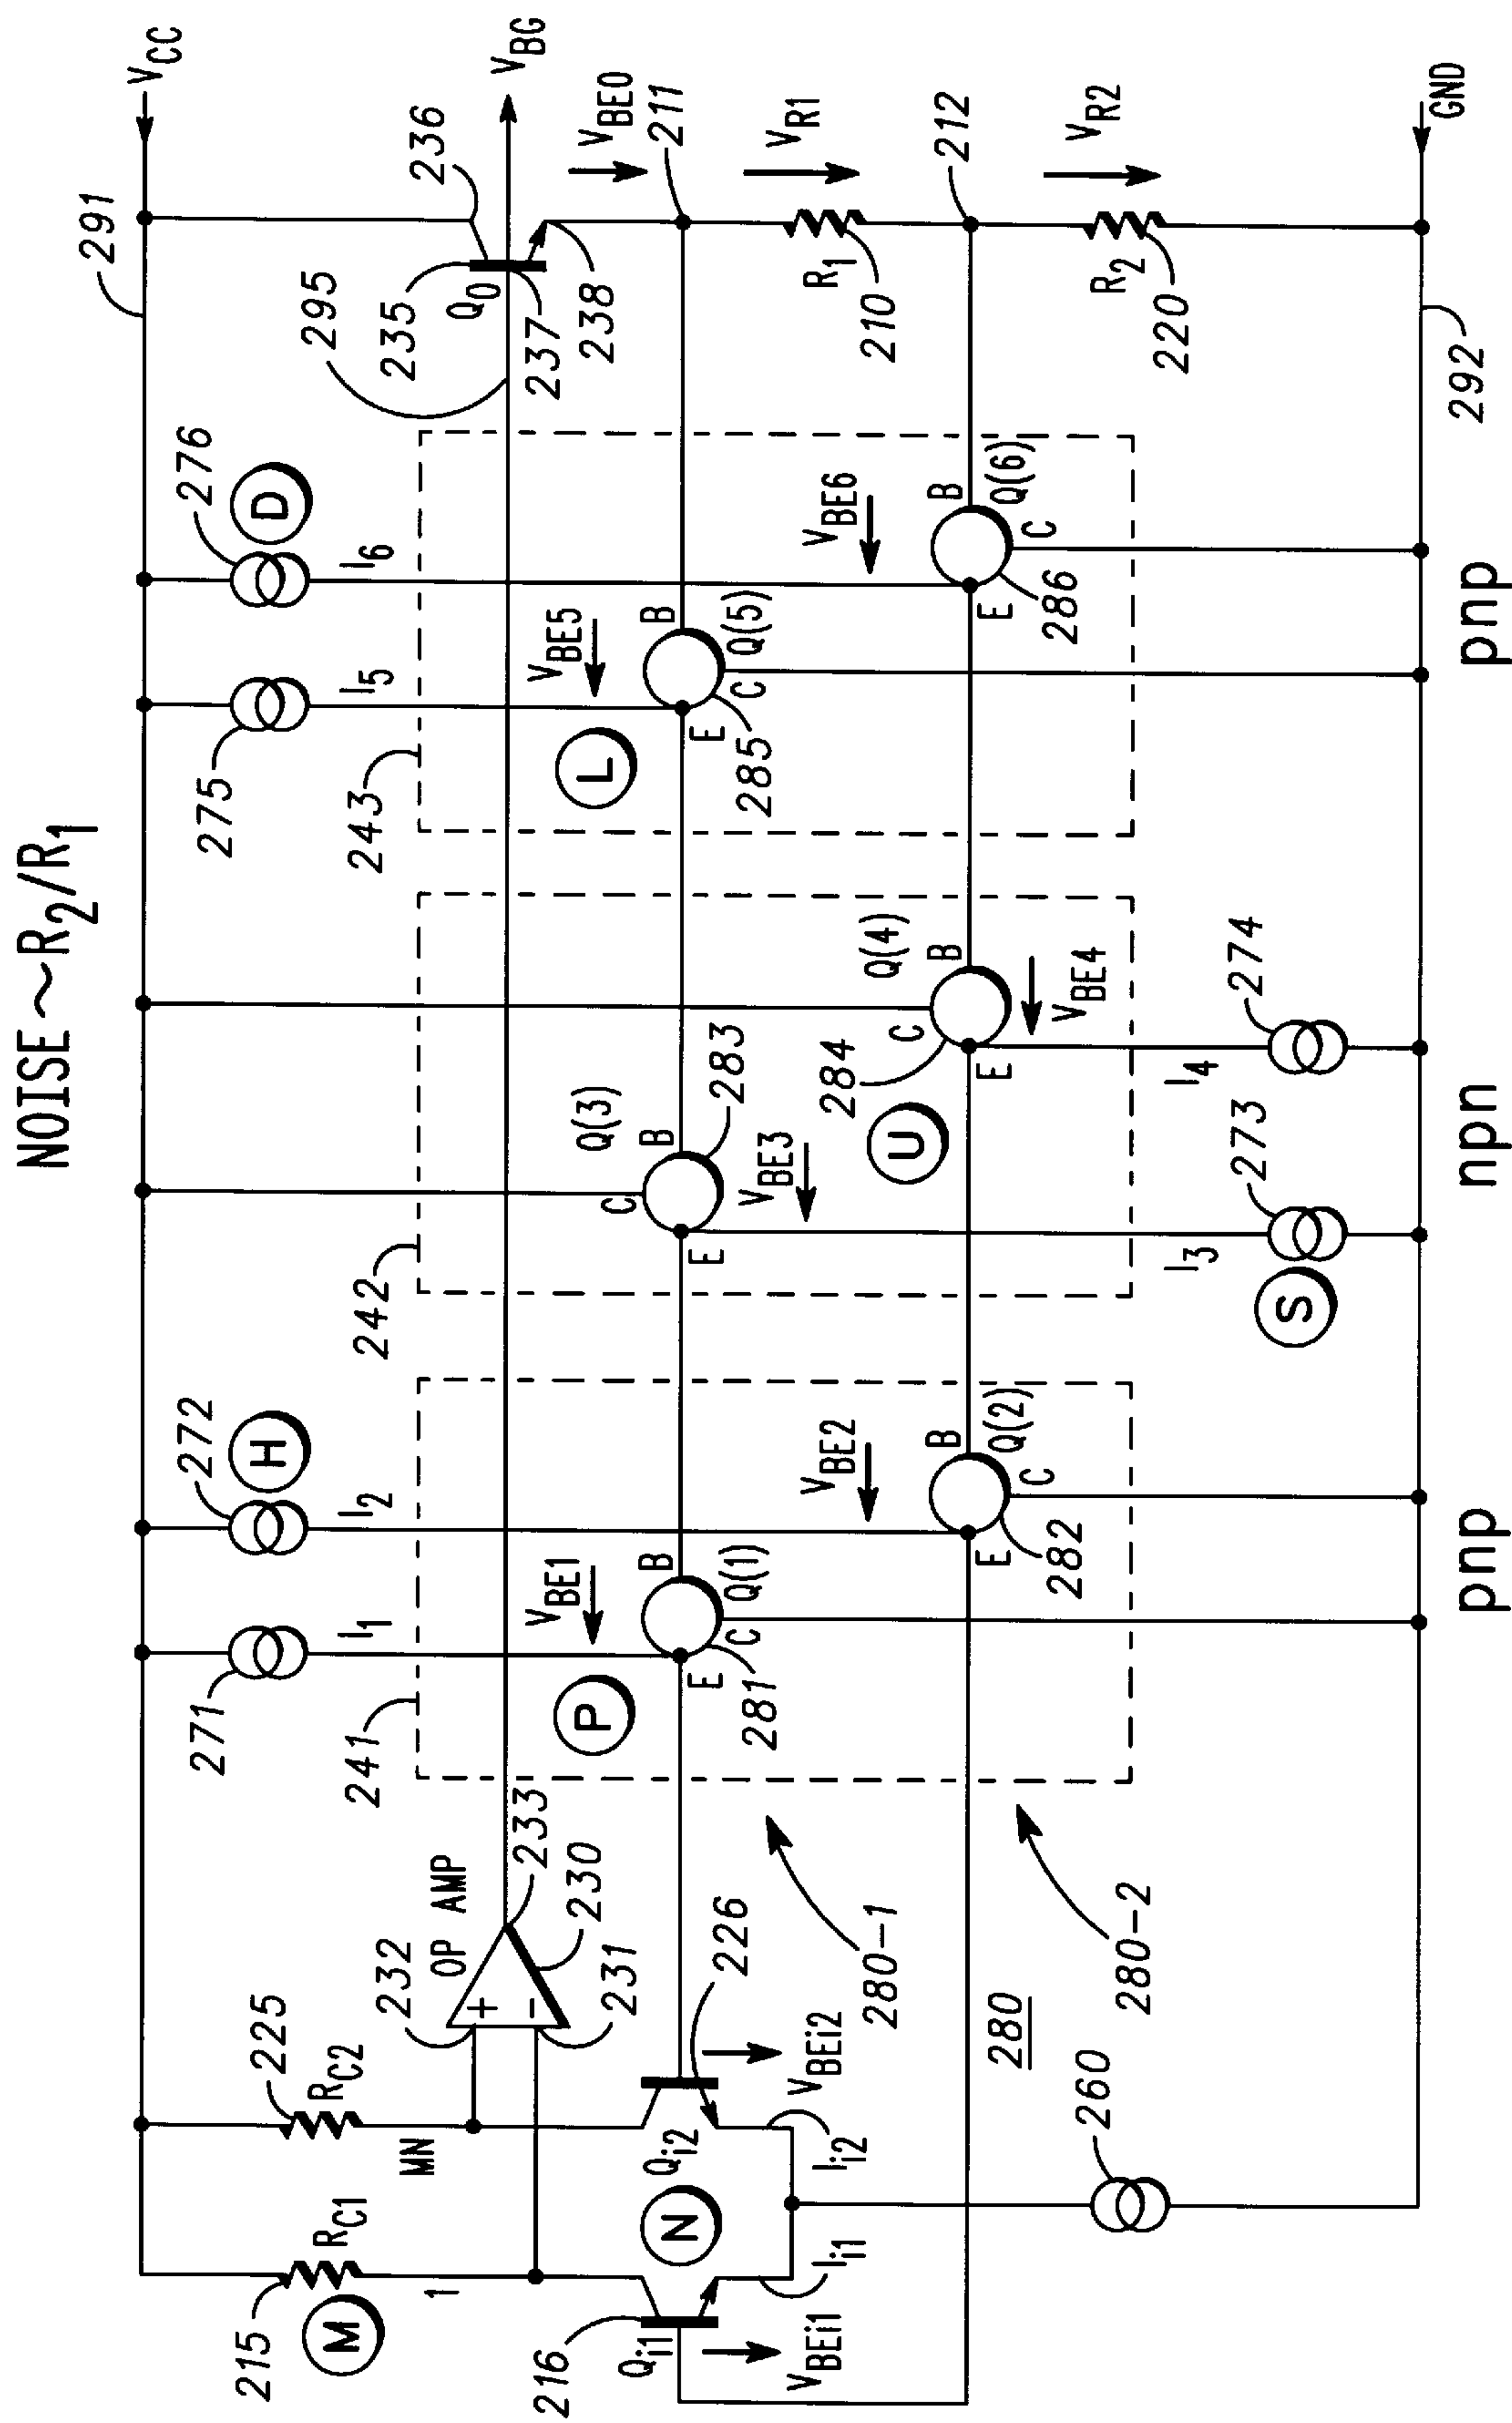 NOISE ~ R2/R1
291
VCC
215
M
RC1
1
225
RC2
MN
271
I1
272
H
I2
275
I5
276
D
I6
232
OP AMP
+
-
233
230
231
241
242
243
295
235
Q0
236
237
238
VBG
VBE0
211
216
Qi1
N
Qi2
226
VBEi1
VBEi2
Ii1
Ii2
P
VBE1
B
Q(1)
E
C
281
VBE2
B
Q(2)
E
C
282
Q(3)
B
C
E
283
VBE3
Q(4)
B
C
E
284
U
VBE4
L
VBE5
B
Q(5)
E
C
285
VBE6
B
Q(6)
E
C
286
R1
210
VR1
212
R2
220
VR2
280-1
280
280-2
260
I3
273
S
I4
274
292
GND
pnp
npn
pnp